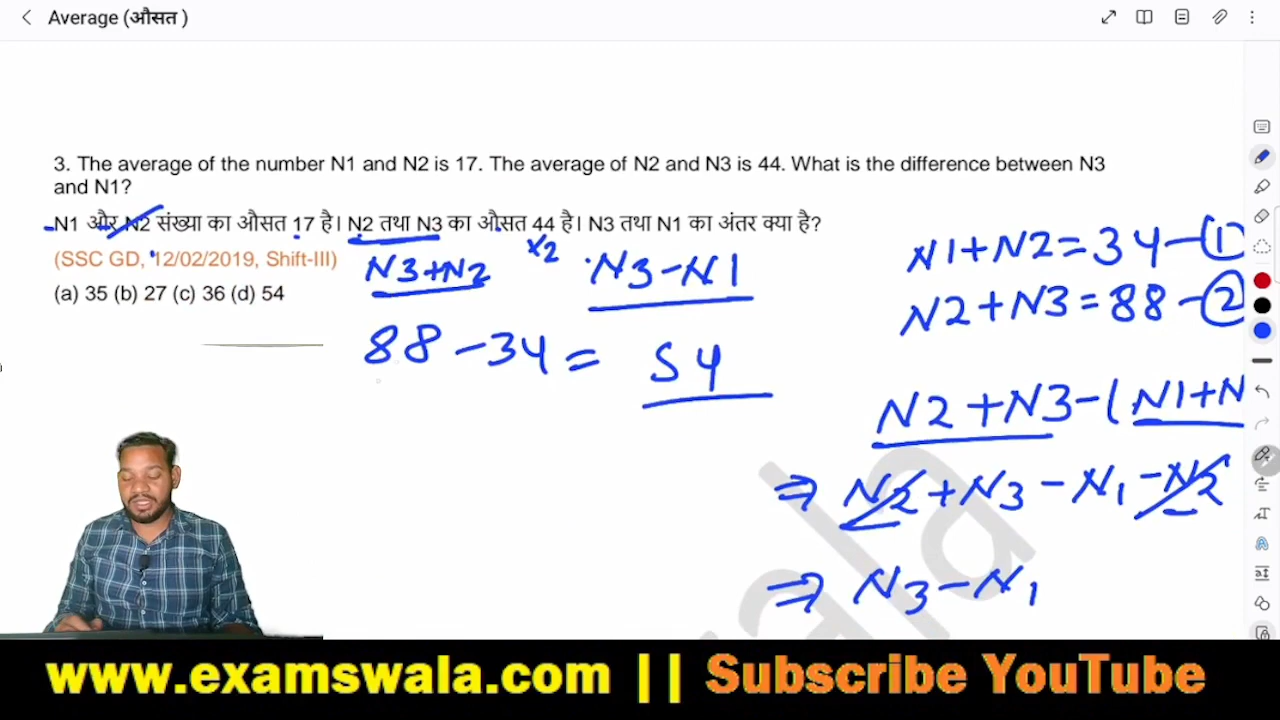 Average (औसत )
3. The average of the number N1 and N2 is 17. The average of N2 and N3 is 44. What is the difference between N3
and N1?
N1 और N2 संख्या का औसत 17 है। N2 तथा N3 का औसत 44 है। N3 तथा N1 का अंतर क्या है?
(SSC GD, 12/02/2019, Shift-III)
(a) 35 (b) 27 (c) 36 (d) 54
N3+N2
x2
N3-N1
88-34= 54
N1+N2=34-1
N2+N3=88-2
N2+N3-(N1+N
⇒ N2+N3-N1-N2
⇒ N3-N1
www.examswala.com || Subscribe YouTube